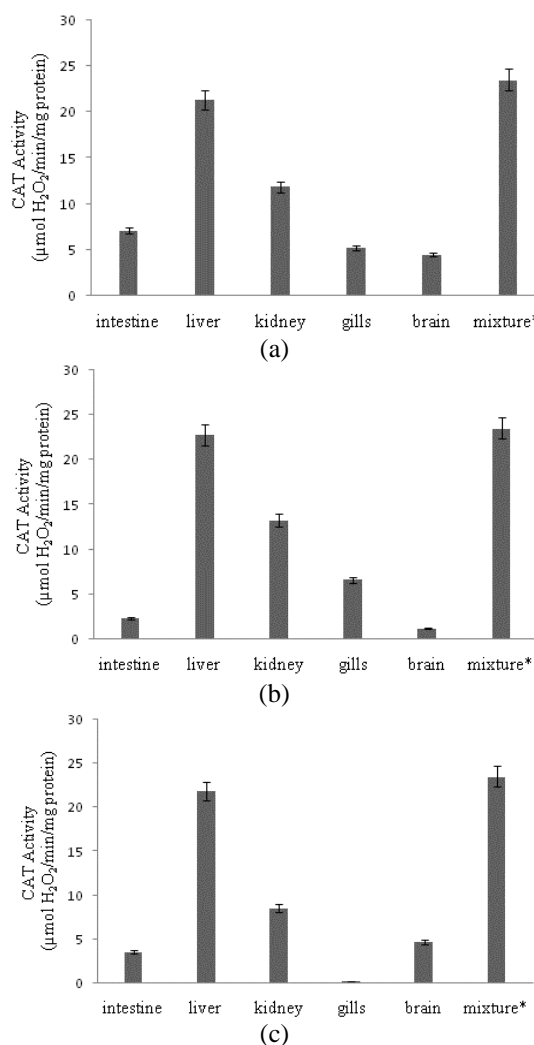 CAT Activity
(µmol H₂O₂/min/mg protein)
30
25
20
15
10
5
0
intestine liver kidney gills brain mixture*
(a)
CAT Activity
(µmol H₂O₂/min/mg protein)
30
25
20
15
10
5
0
intestine liver kidney gills brain mixture*
(b)
CAT Activity
(µmol H₂O₂/min/mg protein)
30
25
20
15
10
5
0
intestine liver kidney gills brain mixture*
(c)